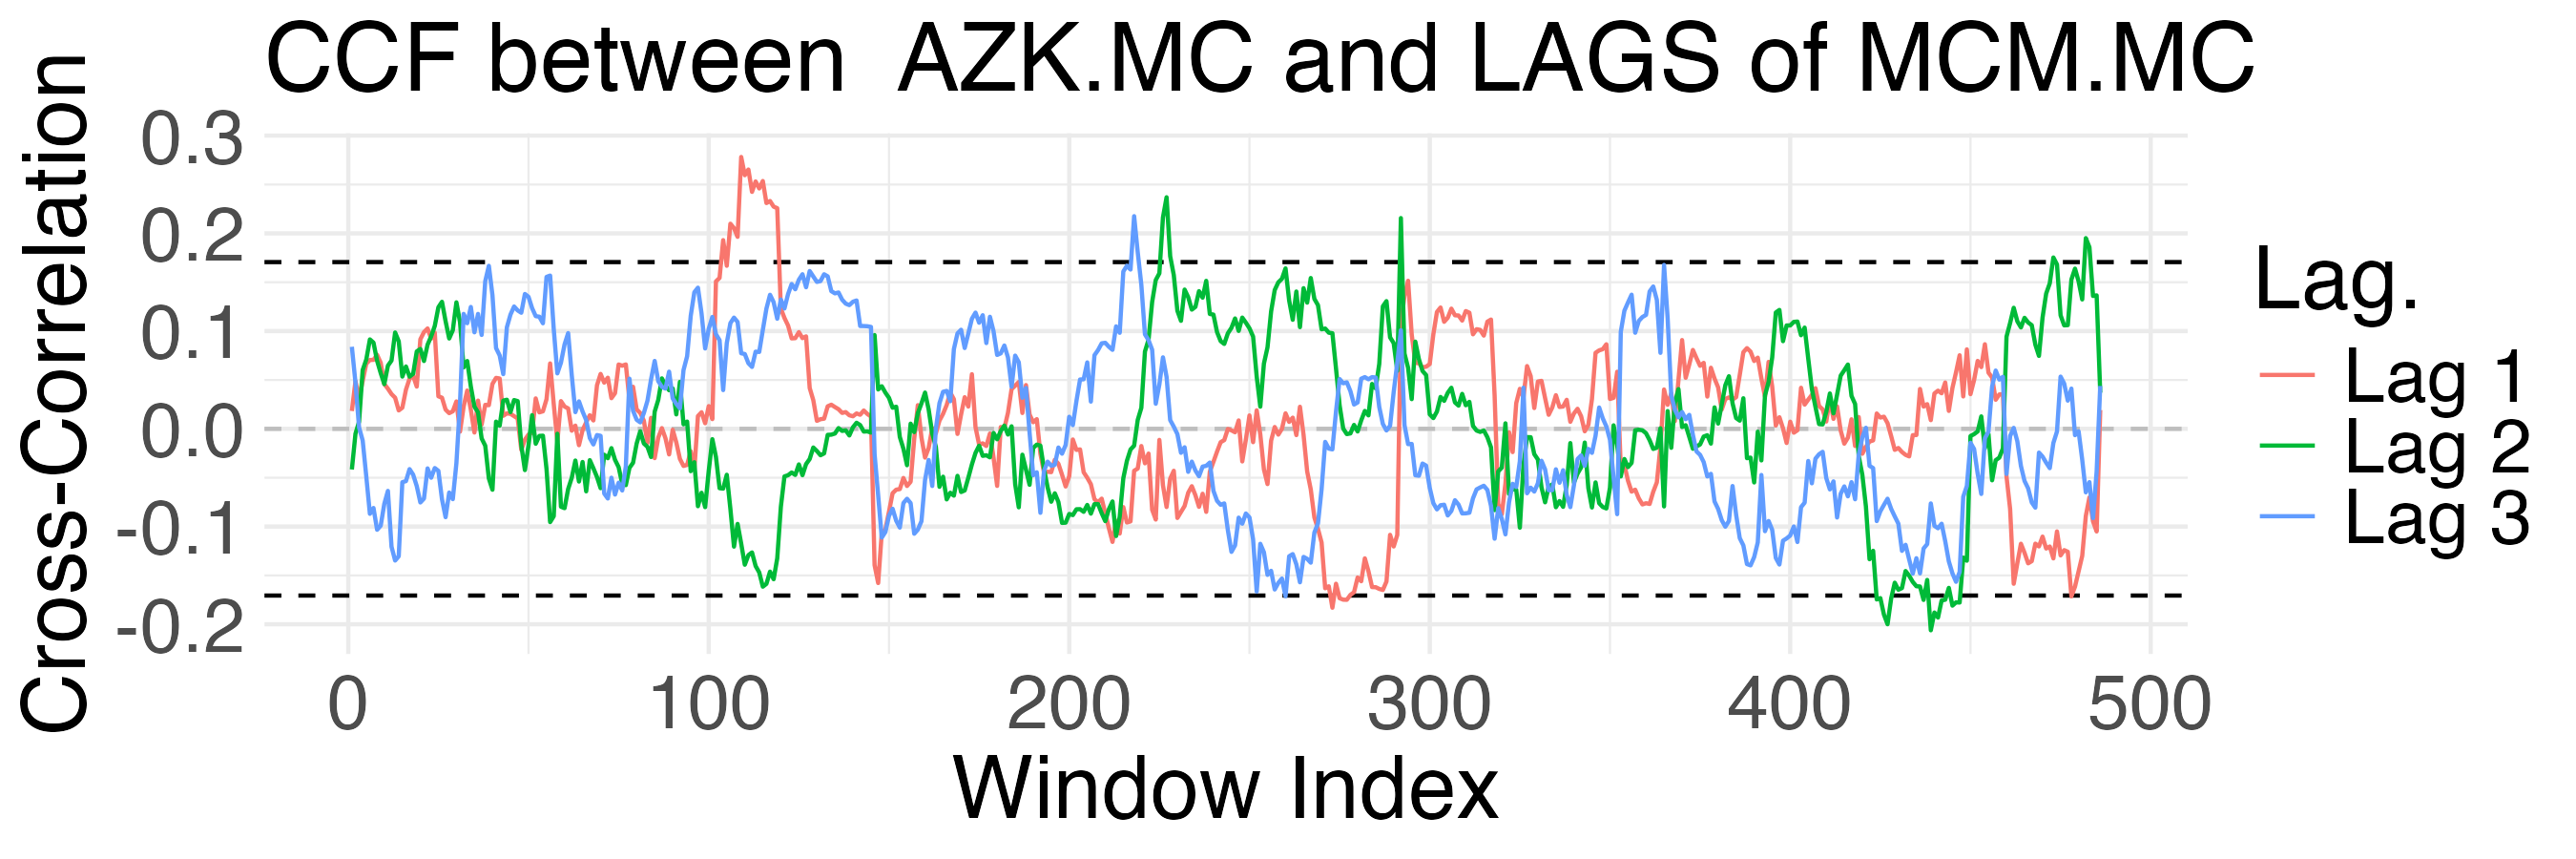 CCF between  AZK.MC and LAGS of MCM.MC
Cross-Correlation
0.3
0.2
0.1
0.0
-0.1
-0.2
0 100 200 300 400 500
Window Index
Lag.
Lag 1
Lag 2
Lag 3